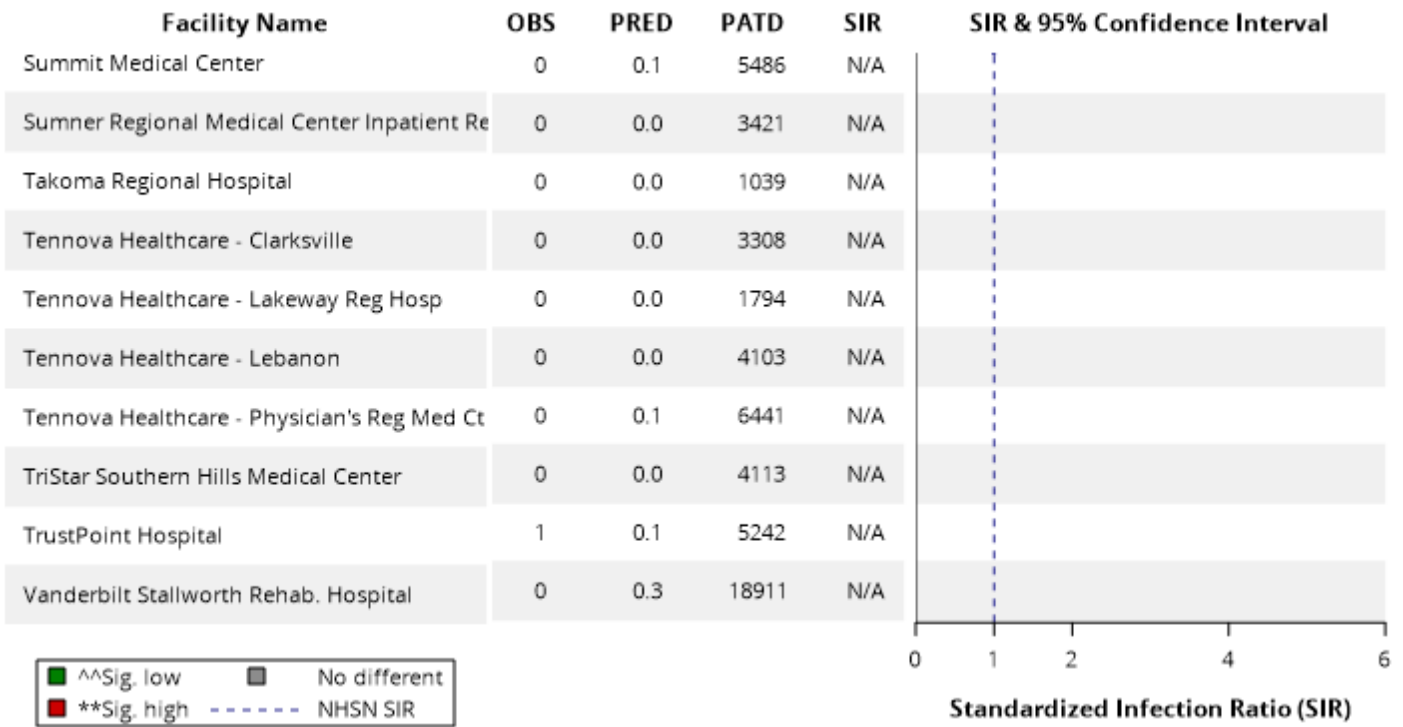 Facility Name OBS PRED PATD SIR SIR & 95% Confidence Interval
Summit Medical Center 0 0.1 5486 N/A
Sumner Regional Medical Center Inpatient Re 0 0.0 3421 N/A
Takoma Regional Hospital 0 0.0 1039 N/A
Tennova Healthcare - Clarksville 0 0.0 3308 N/A
Tennova Healthcare - Lakeway Reg Hosp 0 0.0 1794 N/A
Tennova Healthcare - Lebanon 0 0.0 4103 N/A
Tennova Healthcare - Physician's Reg Med Ct 0 0.1 6441 N/A
TriStar Southern Hills Medical Center 0 0.0 4113 N/A
TrustPoint Hospital 1 0.1 5242 N/A
Vanderbilt Stallworth Rehab. Hospital 0 0.3 18911 N/A
0 1 2 4 6
^^Sig. low No different
**Sig. high NHSN SIR
Standardized Infection Ratio (SIR)